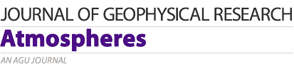 JOURNAL OF GEOPHYSICAL RESEARCH
Atmospheres
AN AGU JOURNAL